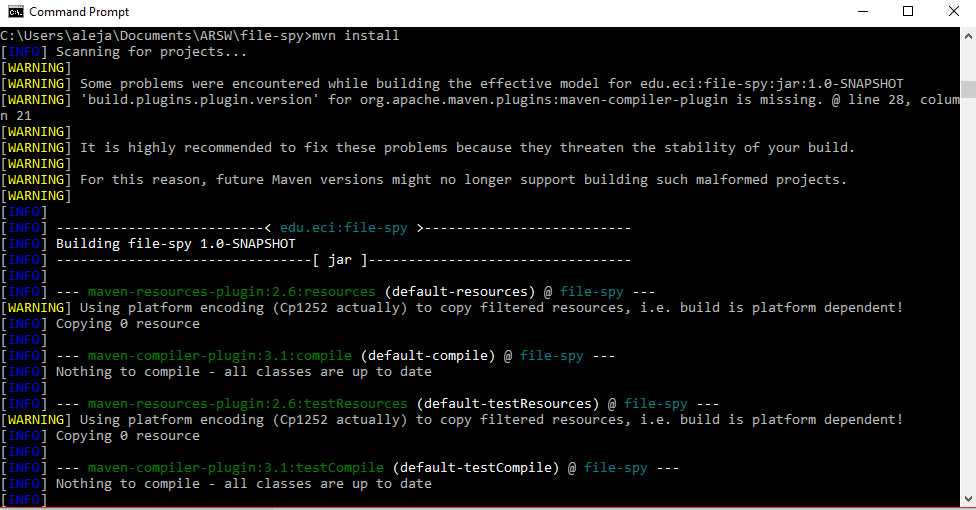 Command Prompt
C:\Users\aleja\Documents\ARSW\file-spy>mvn install
[INFO] Scanning for projects...
[WARNING]
[WARNING] Some problems were encountered while building the effective model for edu.eci:file-spy:jar:1.0-SNAPSHOT
[WARNING] 'build.plugins.plugin.version' for org.apache.maven.plugins:maven-compiler-plugin is missing. @ line 28, colum
n 21
[WARNING]
[WARNING] It is highly recommended to fix these problems because they threaten the stability of your build.
[WARNING]
[WARNING] For this reason, future Maven versions might no longer support building such malformed projects.
[WARNING]
[INFO]
[INFO] --------------------------< edu.eci:file-spy >--------------------------
[INFO] Building file-spy 1.0-SNAPSHOT
[INFO] --------------------------------[ jar ]---------------------------------
[INFO]
[INFO] --- maven-resources-plugin:2.6:resources (default-resources) @ file-spy ---
[WARNING] Using platform encoding (Cp1252 actually) to copy filtered resources, i.e. build is platform dependent!
[INFO] Copying 0 resource
[INFO]
[INFO] --- maven-compiler-plugin:3.1:compile (default-compile) @ file-spy ---
[INFO] Nothing to compile - all classes are up to date
[INFO]
[INFO] --- maven-resources-plugin:2.6:testResources (default-testResources) @ file-spy ---
[WARNING] Using platform encoding (Cp1252 actually) to copy filtered resources, i.e. build is platform dependent!
[INFO] Copying 0 resource
[INFO]
[INFO] --- maven-compiler-plugin:3.1:testCompile (default-testCompile) @ file-spy ---
[INFO] Nothing to compile - all classes are up to date
[INFO]